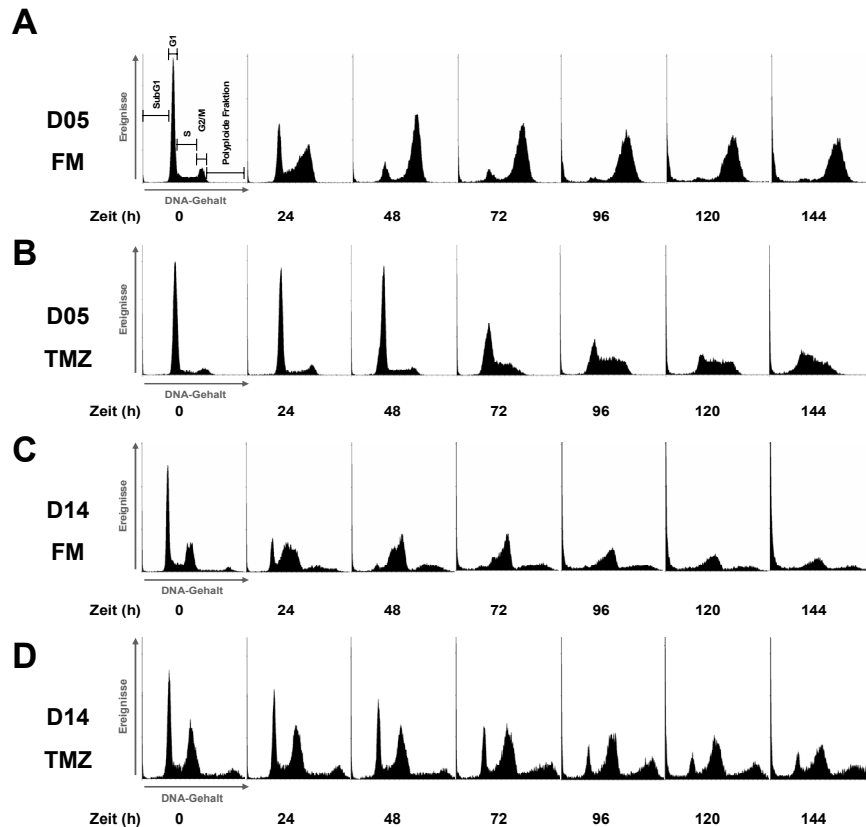 A
D05
FM
Ereignisse
SubG1
G1
S
G2/M
Polyploide Fraktion
DNA-Gehalt
Zeit (h) 0 24 48 72 96 120 144
B
D05
TMZ
Ereignisse
DNA-Gehalt
Zeit (h) 0 24 48 72 96 120 144
C
D14
FM
Ereignisse
DNA-Gehalt
Zeit (h) 0 24 48 72 96 120 144
D
D14
TMZ
Ereignisse
DNA-Gehalt
Zeit (h) 0 24 48 72 96 120 144